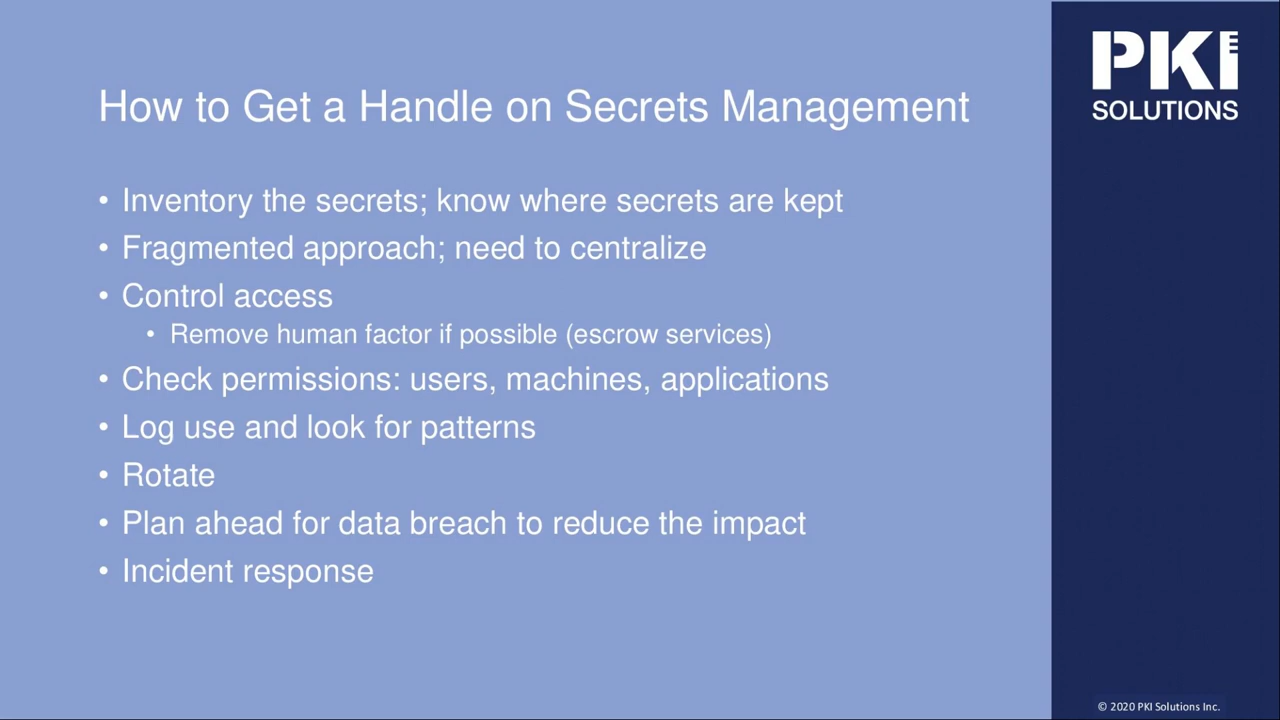 How to Get a Handle on Secrets Management
• Inventory the secrets; know where secrets are kept
• Fragmented approach; need to centralize
• Control access
• Remove human factor if possible (escrow services)
• Check permissions: users, machines, applications
• Log use and look for patterns
• Rotate
• Plan ahead for data breach to reduce the impact
• Incident response
PKI
SOLUTIONS
© 2020 PKI Solutions Inc.